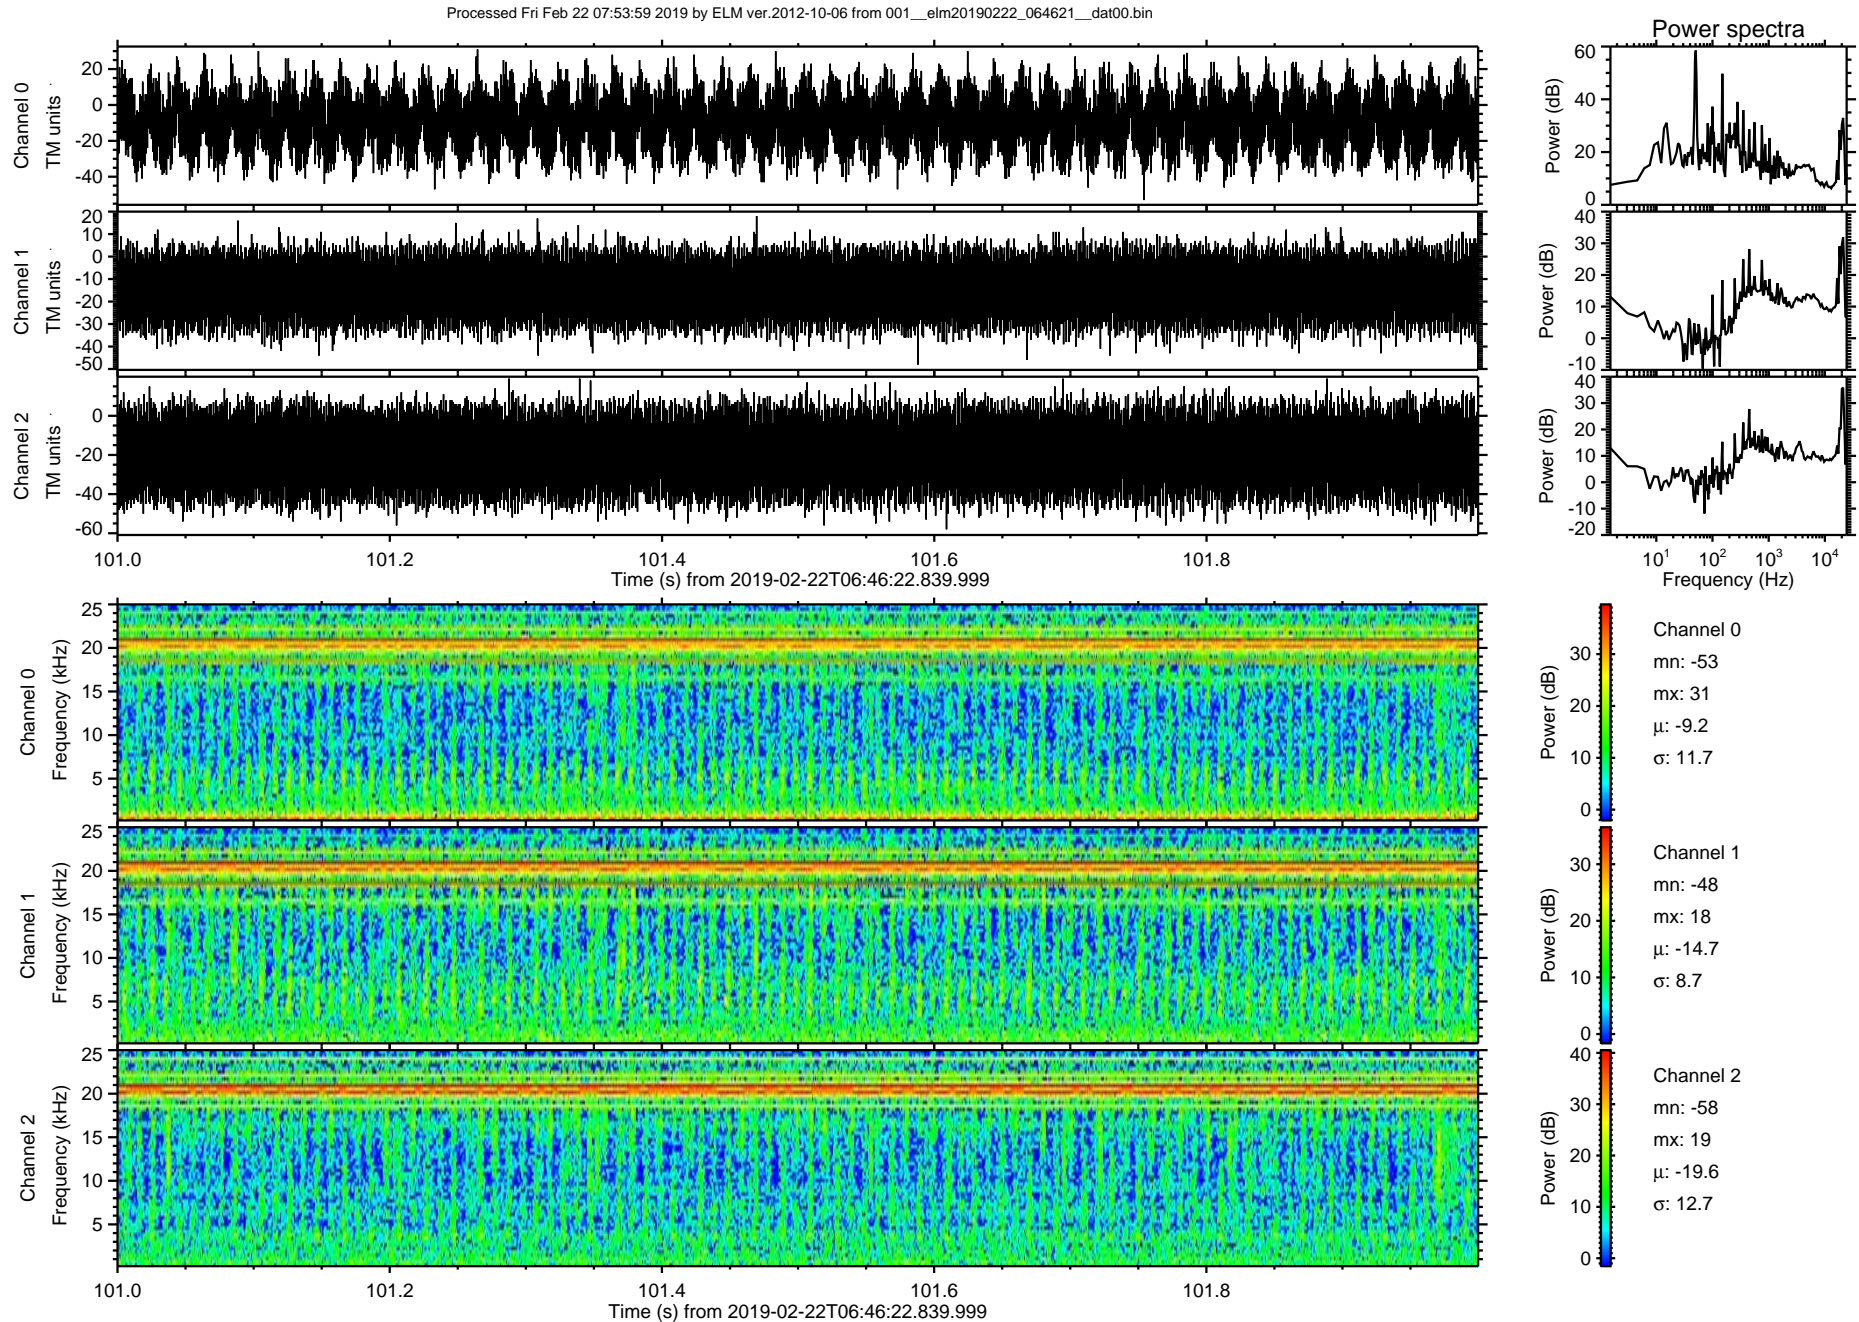 Processed Fri Feb 22 07:53:59 2019 by ELM ver.2012-10-06 from 001__elm20190222_064621__dat00.bin
Power spectra
Channel 0
TM units
20
0
-20
-40
Power (dB)
60
40
20
0
Channel 1
TM units
20
10
0
-10
-20
-30
-40
-50
Power (dB)
40
30
20
10
0
-10
Channel 2
TM units
0
-20
-40
-60
Power (dB)
40
30
20
10
0
-10
-20
101.0 101.2 101.4 101.6 101.8
Time (s) from 2019-02-22T06:46:22.839.999
10¹ 10² 10³ 10⁴
Frequency (Hz)
Channel 0
Frequency (kHz)
25
20
15
10
5
Power (dB)
30
20
10
0
Channel 0
mn: -53
mx: 31
µ: -9.2
σ: 11.7
Channel 1
Frequency (kHz)
25
20
15
10
5
Power (dB)
30
20
10
0
Channel 1
mn: -48
mx: 18
µ: -14.7
σ: 8.7
Channel 2
Frequency (kHz)
25
20
15
10
5
Power (dB)
40
30
20
10
0
Channel 2
mn: -58
mx: 19
µ: -19.6
σ: 12.7
101.0 101.2 101.4 101.6 101.8
Time (s) from 2019-02-22T06:46:22.839.999